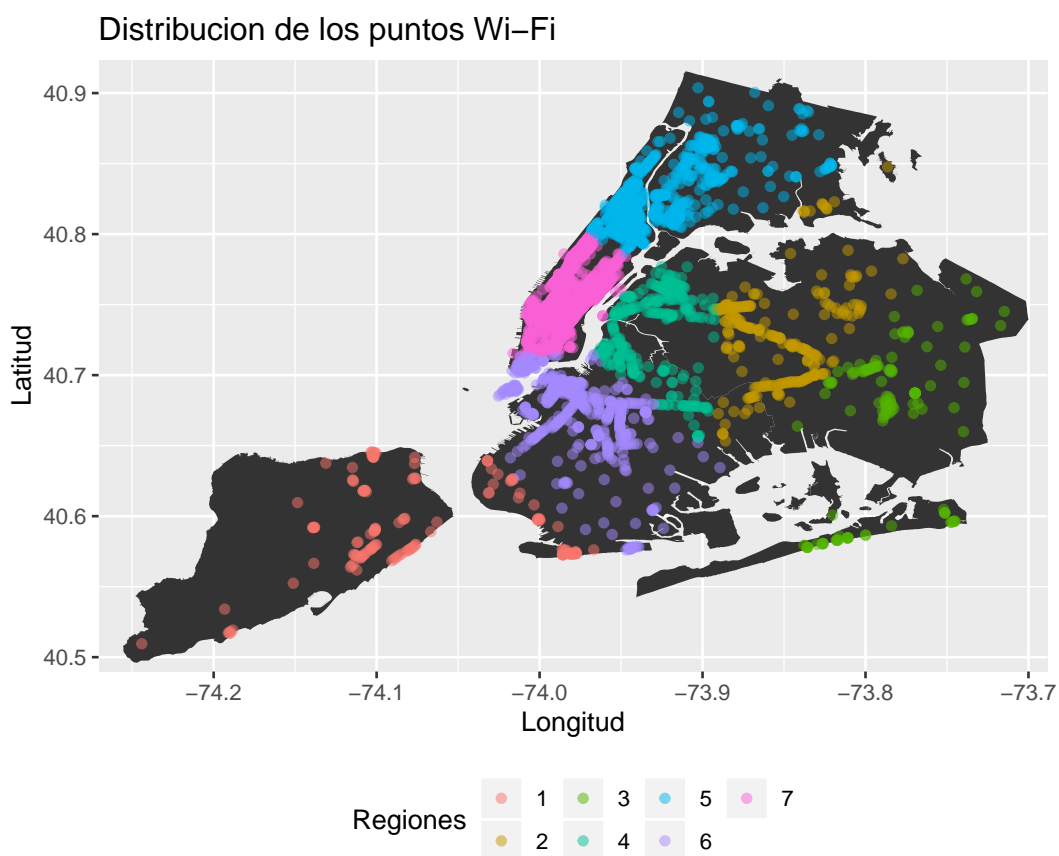 Distribucion de los puntos Wi−Fi
40.9
40.8
40.7
40.6
40.5
Latitud
−74.2 −74.1 −74.0 −73.9 −73.8 −73.7
Longitud
Regiones
1 3 5 7
2 4 6